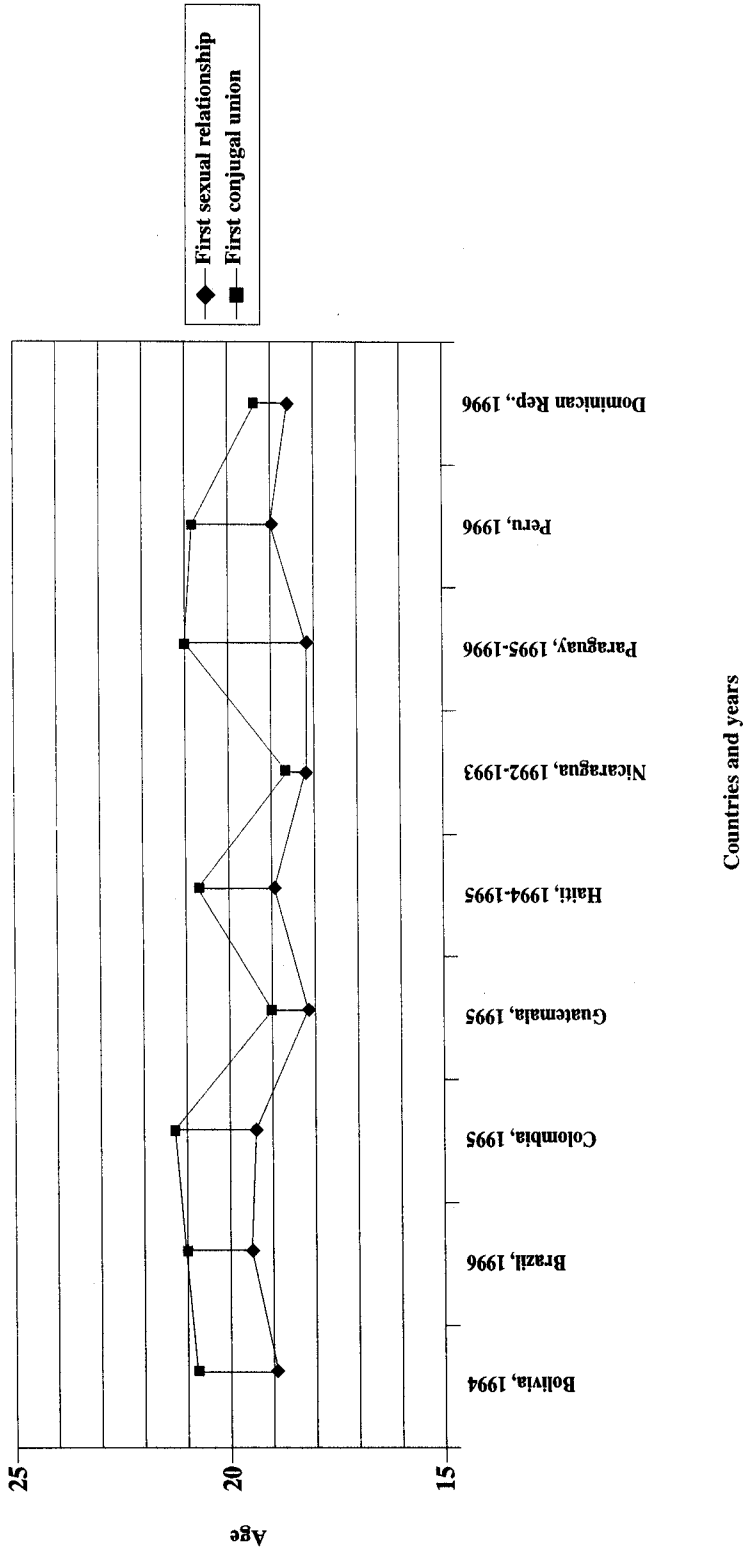 First sexual relationship
First conjugal union
25
20
15
Age
Bolivia, 1994
Brazil, 1996
Colombia, 1995
Guatemala, 1995
Haiti, 1994-1995
Nicaragua, 1992-1993
Paraguay, 1995-1996
Peru, 1996
Dominican Rep., 1996
Countries and years